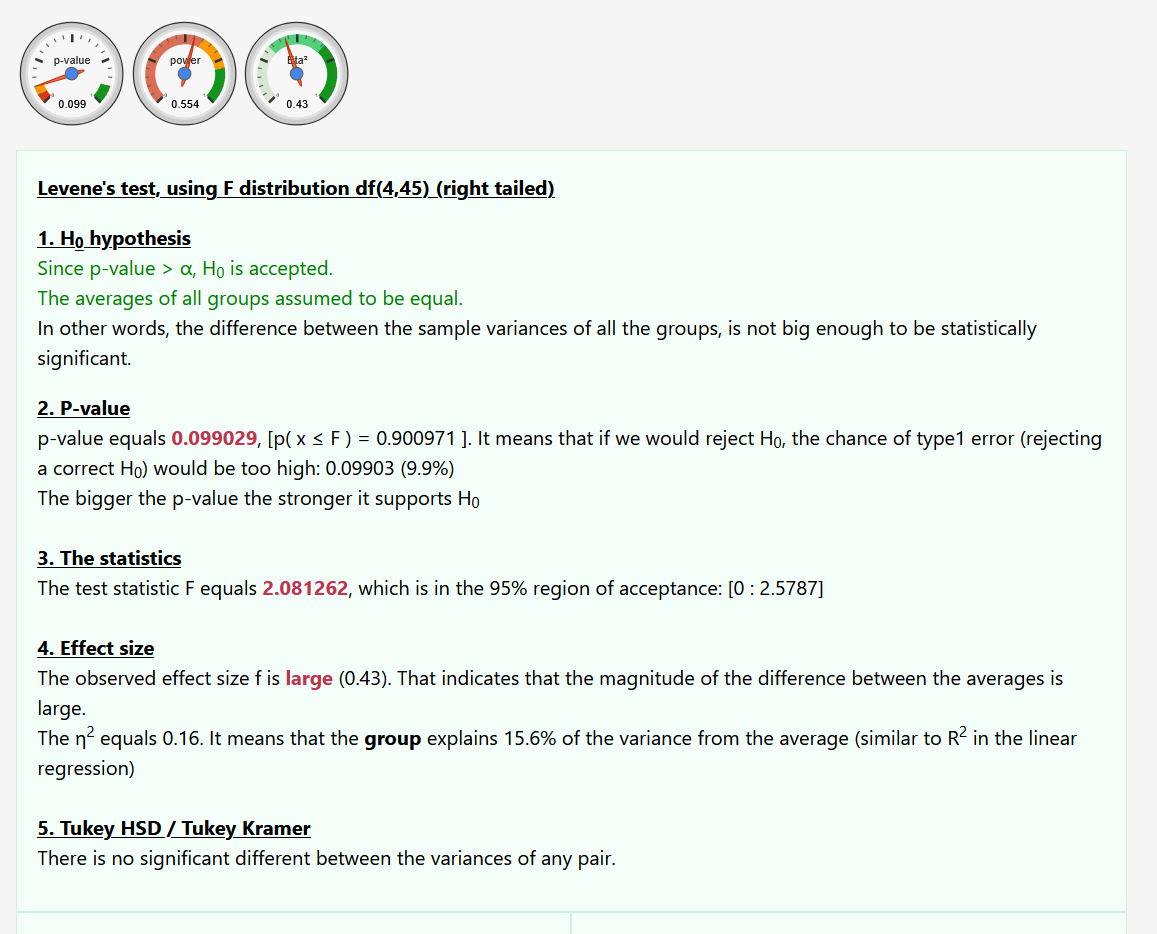 p-value
0.099
power
0.554
Eta²
0.43
Levene's test, using F distribution df(4,45) (right tailed)
1. H₀ hypothesis
Since p-value > α, H₀ is accepted.
The averages of all groups assumed to be equal.
In other words, the difference between the sample variances of all the groups, is not big enough to be statistically
significant.
2. P-value
p-value equals 0.099029, [p( x ≤ F ) = 0.900971 ]. It means that if we would reject H₀, the chance of type1 error (rejecting
a correct H₀) would be too high: 0.09903 (9.9%)
The bigger the p-value the stronger it supports H₀
3. The statistics
The test statistic F equals 2.081262, which is in the 95% region of acceptance: [0 : 2.5787]
4. Effect size
The observed effect size f is large (0.43). That indicates that the magnitude of the difference between the averages is
large.
The η² equals 0.16. It means that the group explains 15.6% of the variance from the average (similar to R² in the linear
regression)
5. Tukey HSD / Tukey Kramer
There is no significant different between the variances of any pair.